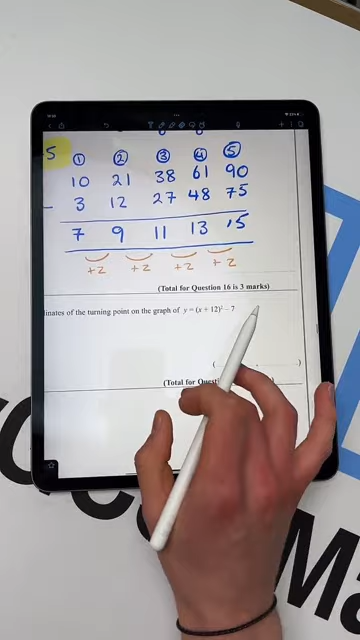 5 ① ② ③ ④ ⑤
10 21 38 61 90
- 3 12 27 48 75
7 9 11 13 15
+2 +2 +2 +2
(Total for Question 16 is 3 marks)
dinates of the turning point on the graph of y = (x + 12)² – 7
( , )
(Total for Ques